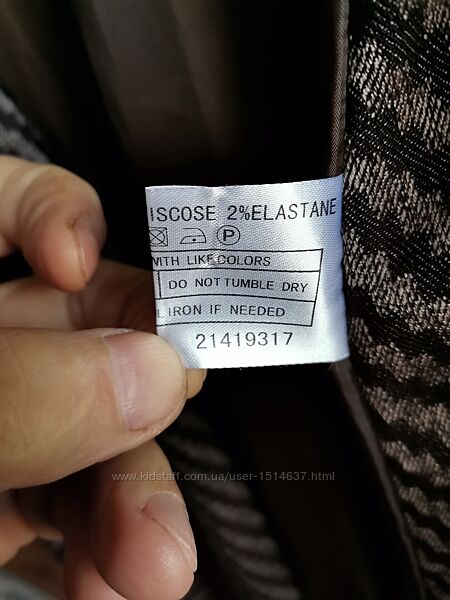 ISCOSE 2%ELASTANE
P
WITH LIKE COLORS
DO NOT TUMBLE DRY
IRON IF NEEDED
21419317
www.kidstaff.com.ua/user-1514637.html